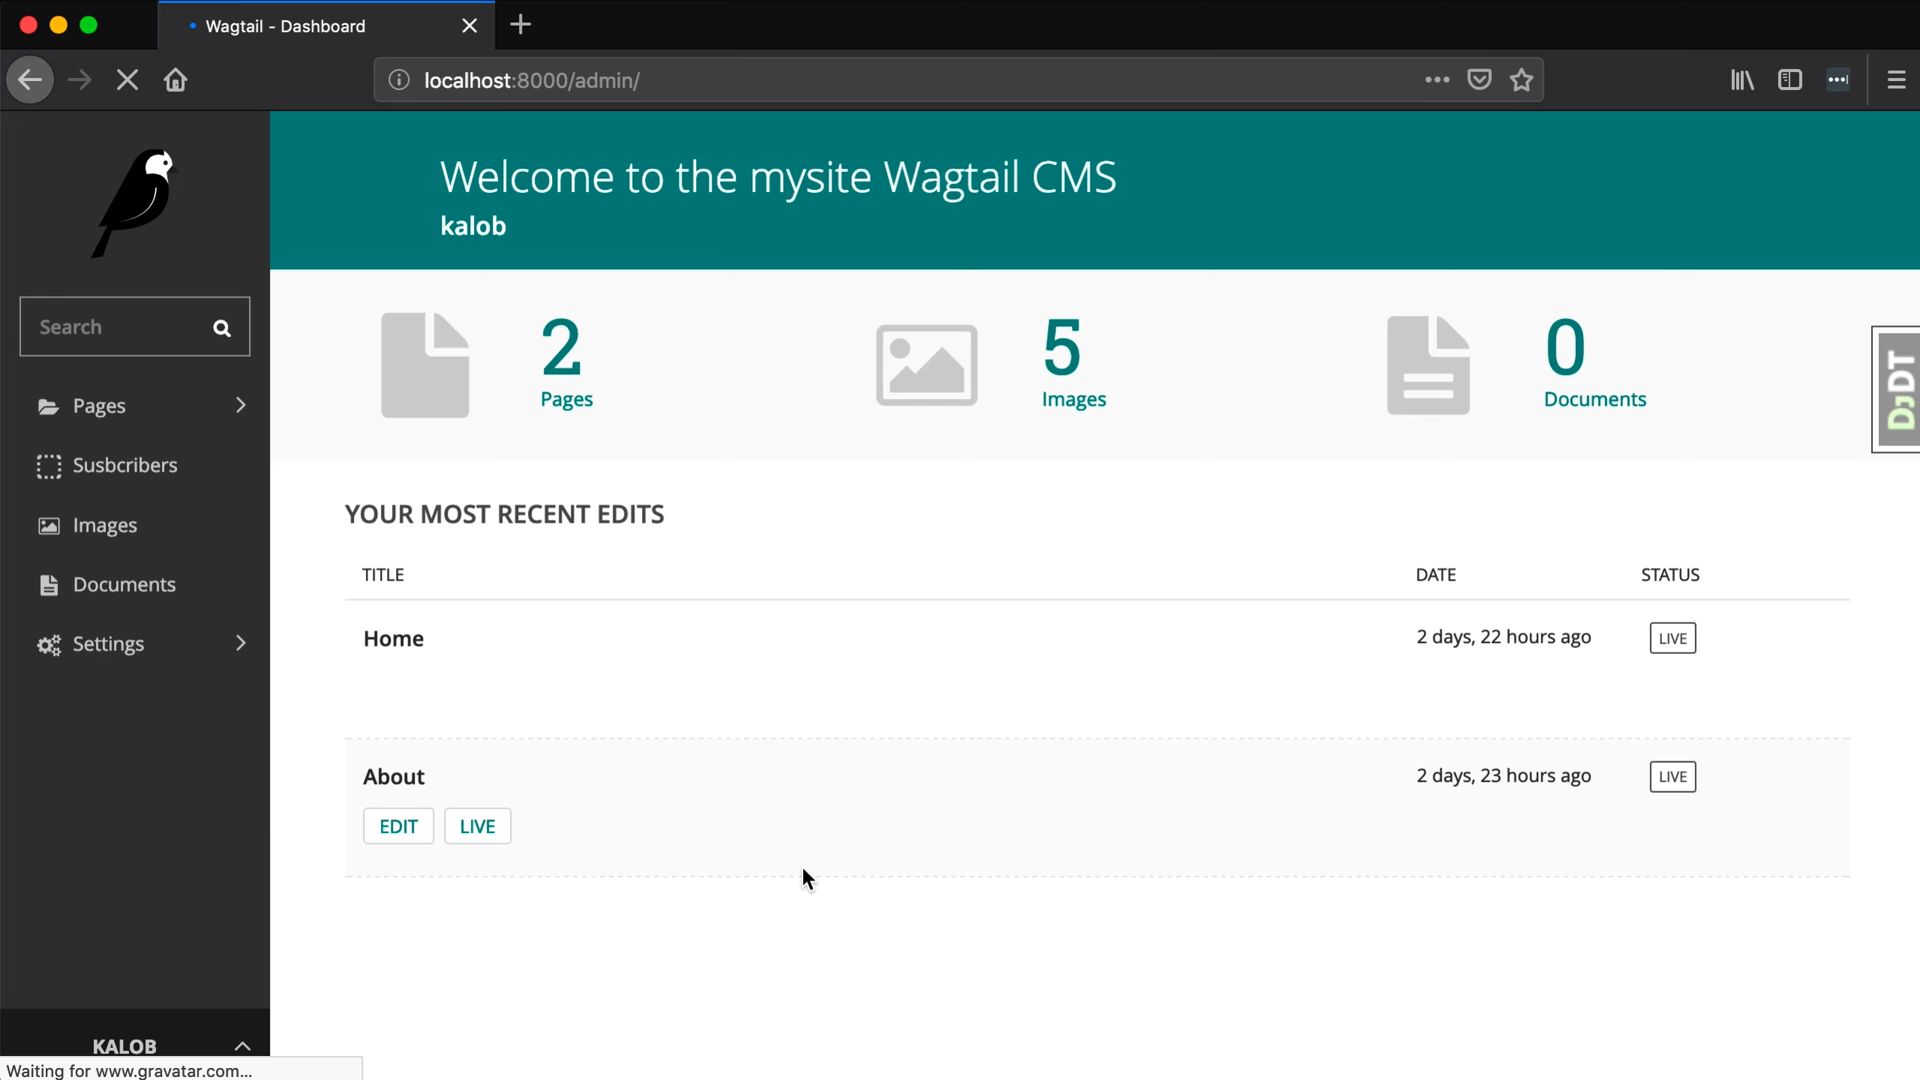 Wagtail - Dashboard
localhost:8000/admin/
Welcome to the mysite Wagtail CMS
kalob
Search
2
Pages
5
Images
0
Documents
DJDT
Pages
Susbcribers
Images
Documents
Settings
YOUR MOST RECENT EDITS
TITLE DATE STATUS
Home 2 days, 22 hours ago LIVE
About 2 days, 23 hours ago LIVE
EDIT LIVE
KALOB
Waiting for www.gravatar.com...